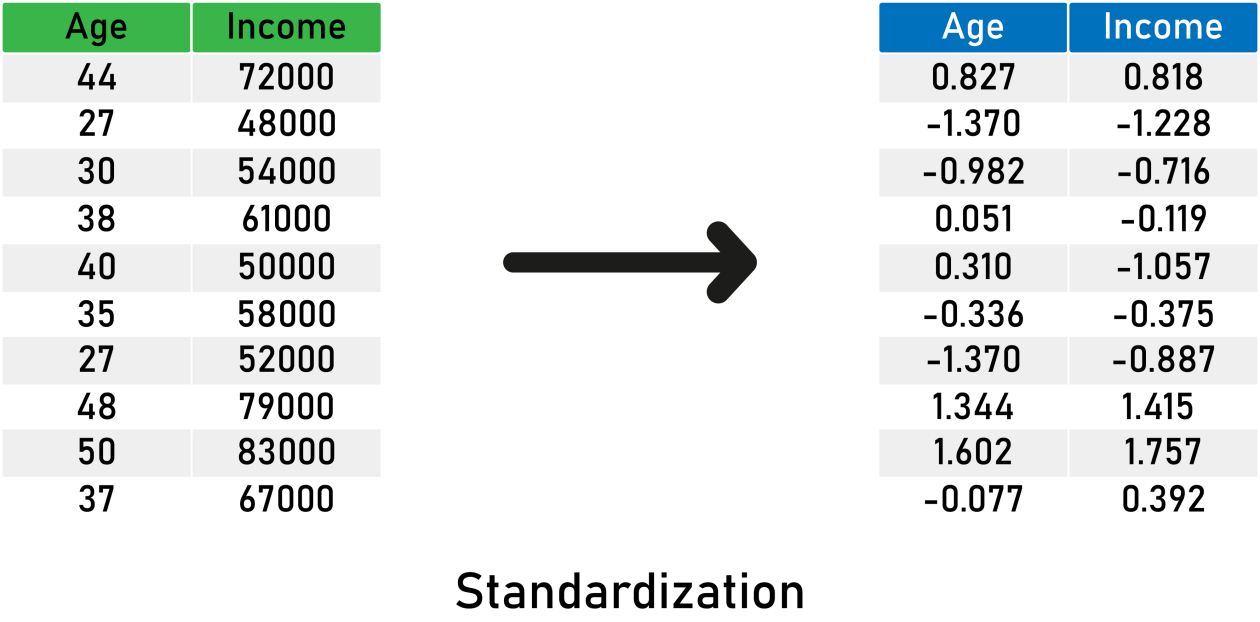 Age Income Age Income
44 72000 0.827 0.818
27 48000 -1.370 -1.228
30 54000 -0.982 -0.716
38 61000 0.051 -0.119
40 50000 0.310 -1.057
35 58000 -0.336 -0.375
27 52000 -1.370 -0.887
48 79000 1.344 1.415
50 83000 1.602 1.757
37 67000 -0.077 0.392
Standardization